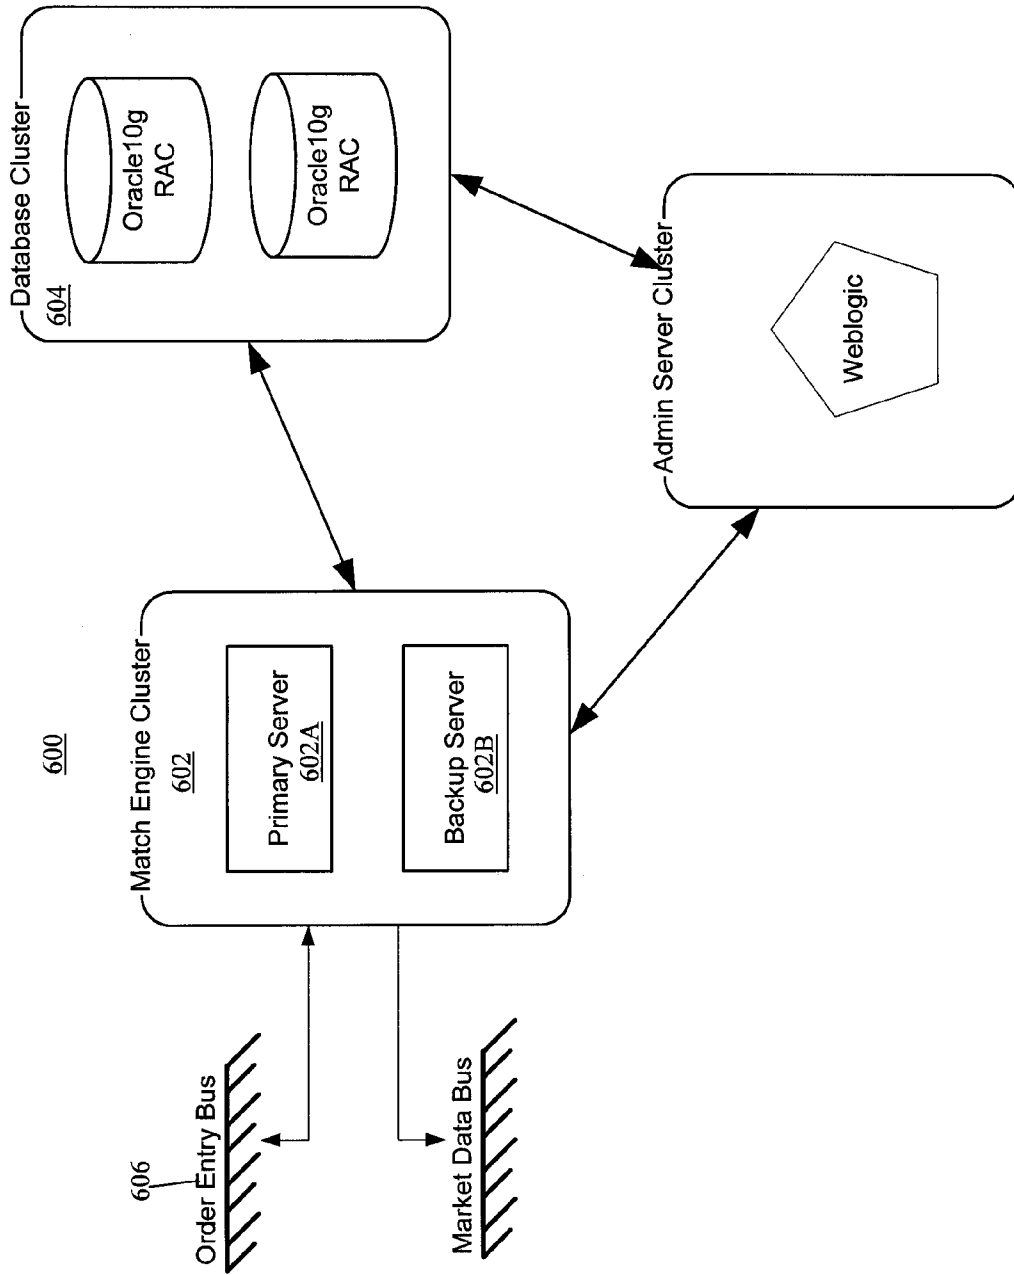 600
Match Engine Cluster
602
Primary Server
602A
Backup Server
602B
Database Cluster
604
Oracle10g
RAC
Oracle10g
RAC
606
Order Entry Bus
Market Data Bus
Admin Server Cluster
Weblogic